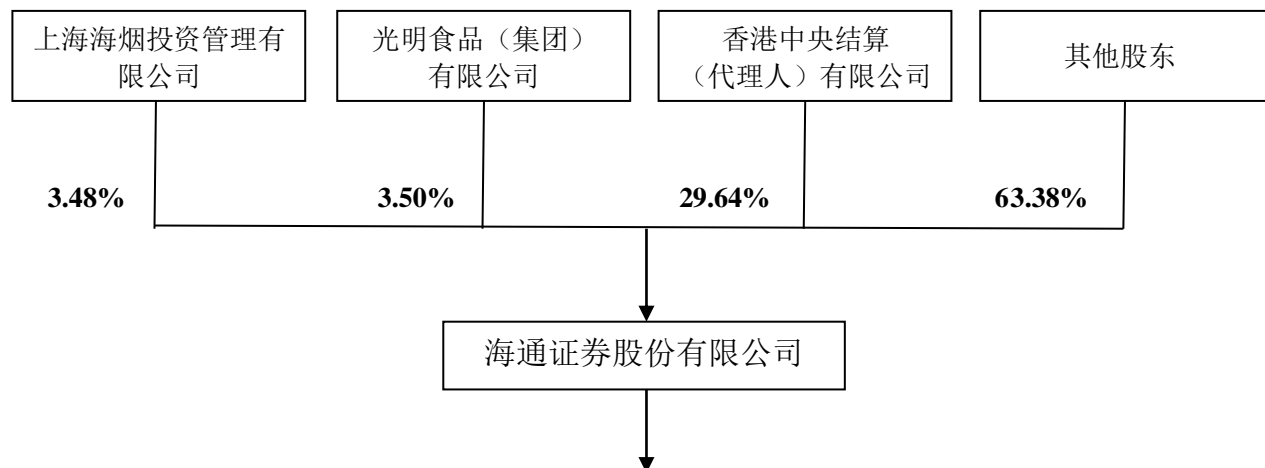 上海海烟投资管理有
限公司
光明食品（集团）
有限公司
香港中央结算
（代理人）有限公司
其他股东
3.48%
3.50%
29.64%
63.38%
海通证券股份有限公司